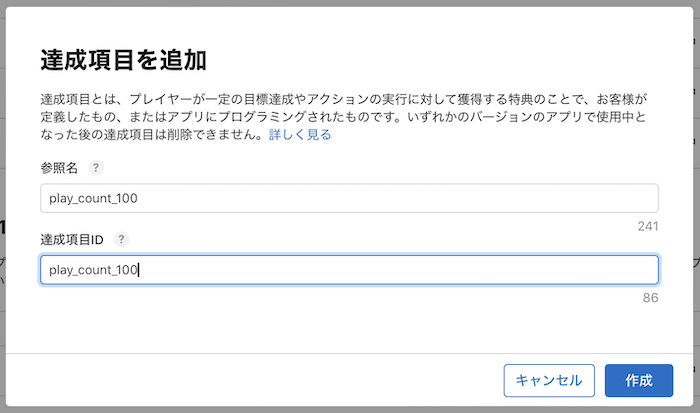 達成項目を追加
達成項目とは、プレイヤーが一定の目標達成やアクションの実行に対して獲得する特典のことで、お客様が
定義したもの、またはアプリにプログラミングされたものです。いずれかのバージョンのアプリで使用中と
なった後の達成項目は削除できません。詳しく見る
参照名 ?
play_count_100
241
達成項目ID ?
play_count_100
86
キャンセル 作成